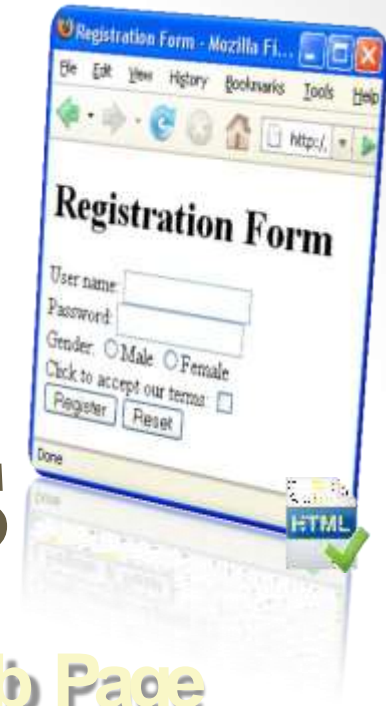 Registration Form - Mozilla Fi...
File Edit View History Bookmarks Tools Help
http:/
Registration Form
User name:
Password:
Gender: Male Female
Click to accept our terms:
Register Reset
Done
HTML
s
b Page